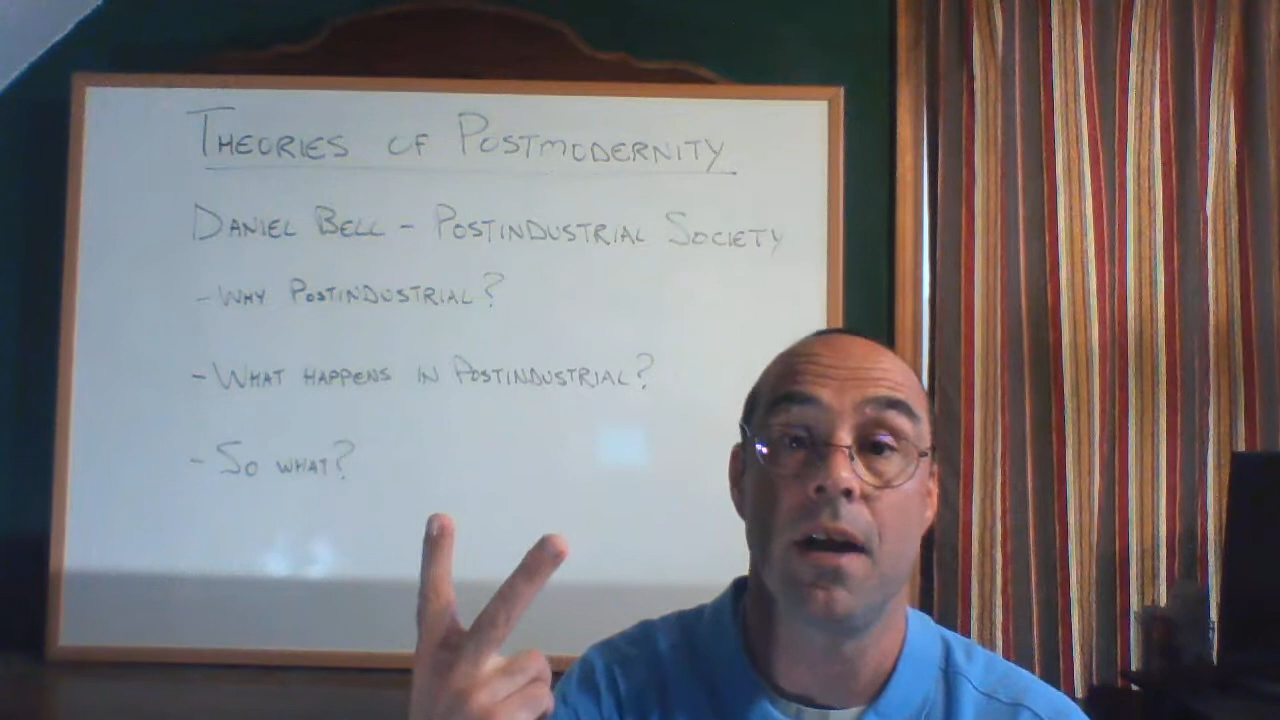 THEORIES OF POSTMODERNITY
DANIEL BELL - POSTINDUSTRIAL SOCIETY
- WHY POSTINDUSTRIAL?
- WHAT HAPPENS IN POSTINDUSTRIAL?
- SO WHAT?